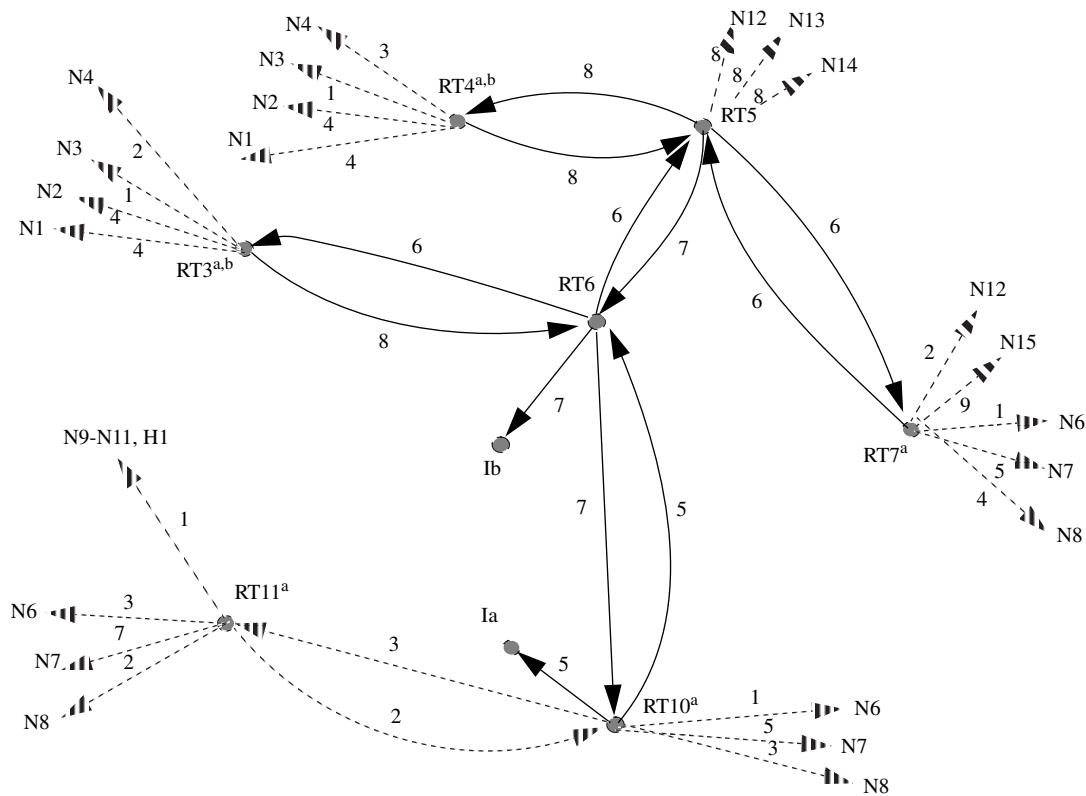 N12 N13
N4
8 N14
3 8 8
N3 RT4a,b 8
N4 1 RT5
N2 4
N1 4
8
2
N3
N2 1
N1 4
4
6
6
6 7
RT3a,b
RT6
8
6
N12
2 N15
9 1 N6
7
RT7a 5 N7
4
N8
N9-N11, H1
Ib
1
7 5
RT11a
N6 3
7
N7 2
N8
Ia
3 5
2
RT10a
1 N6
5
3 N7
N8